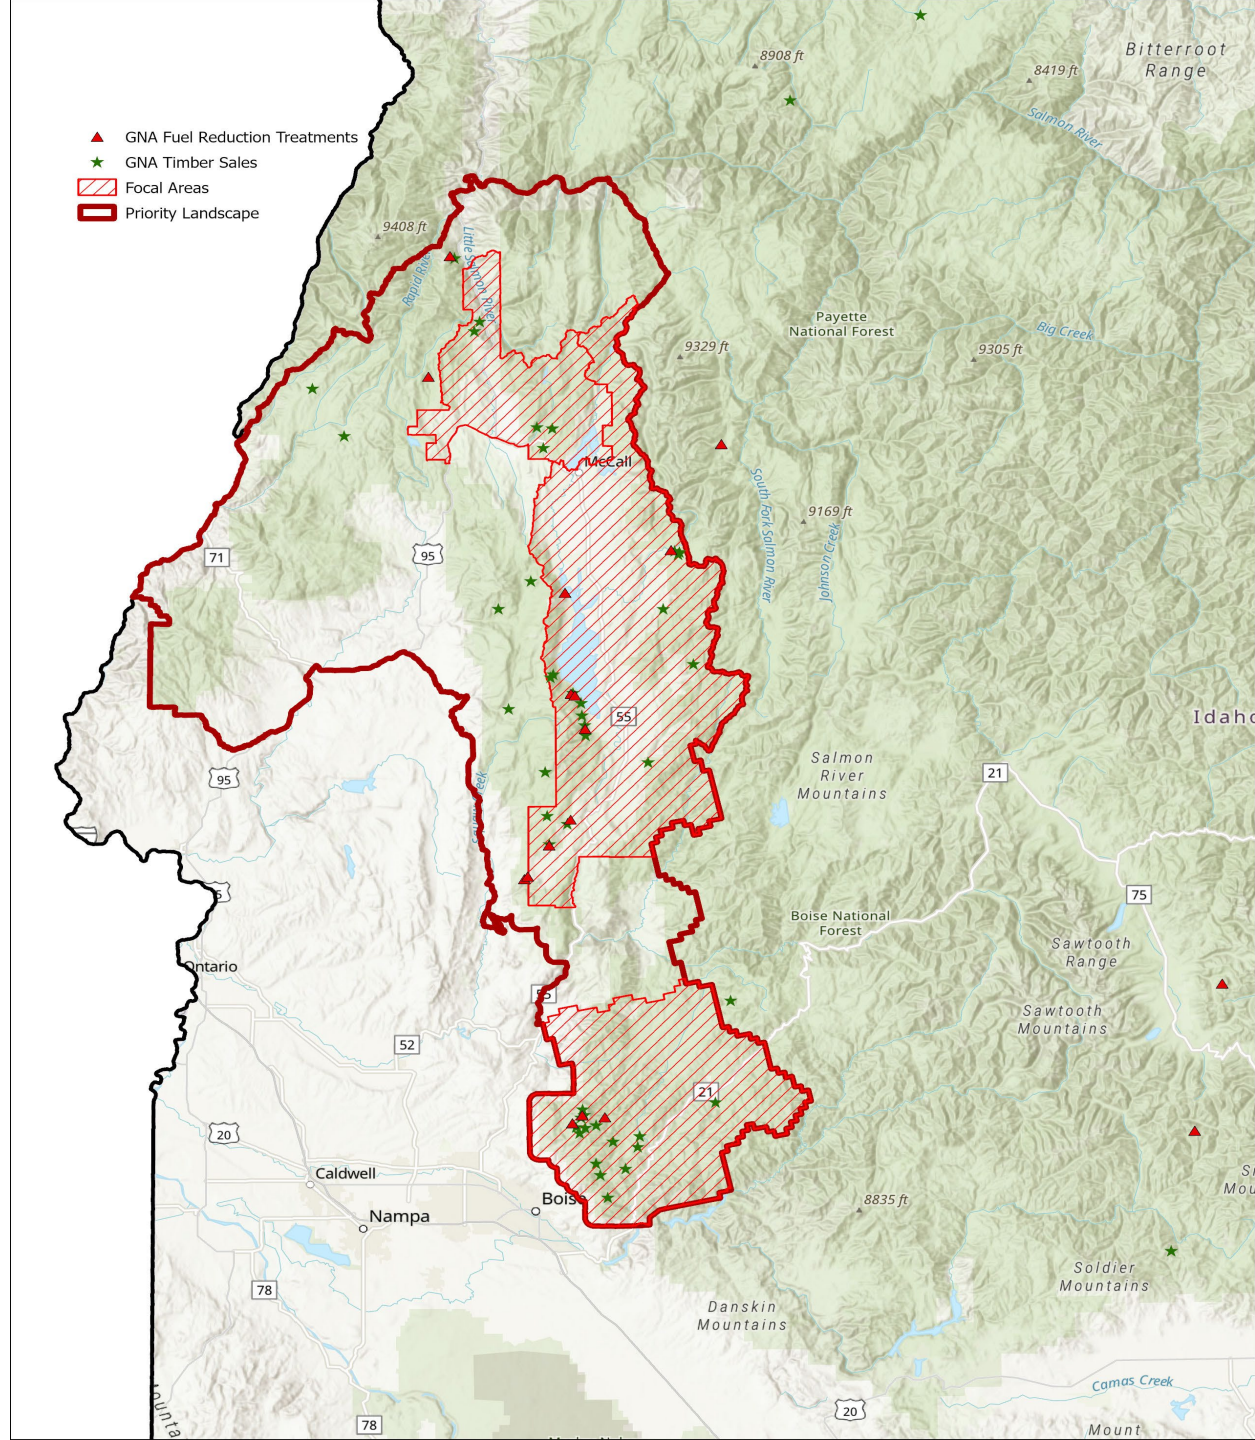 8908 ft
Bitterroot
Range
8419 ft
Salmon River
GNA Fuel Reduction Treatments
GNA Timber Sales
Focal Areas
Priority Landscape
9408 ft
Little Salmon River
Rapid River
Payette
National Forest
Big Creek
9329 ft
9305 ft
McCall
South Fork Salmon River
9169 ft
Johnson Creek
71
95
55
Idaho
Salmon
River
Mountains
21
95
75
Boise National
Forest
Sawtooth
Range
Ontario
55
Sawtooth
Mountains
52
21
20
Caldwell
Boise
8835 ft
Nampa
Soldier
Mountains
78
Danskin
Mountains
Camas Creek
20
78
Mount